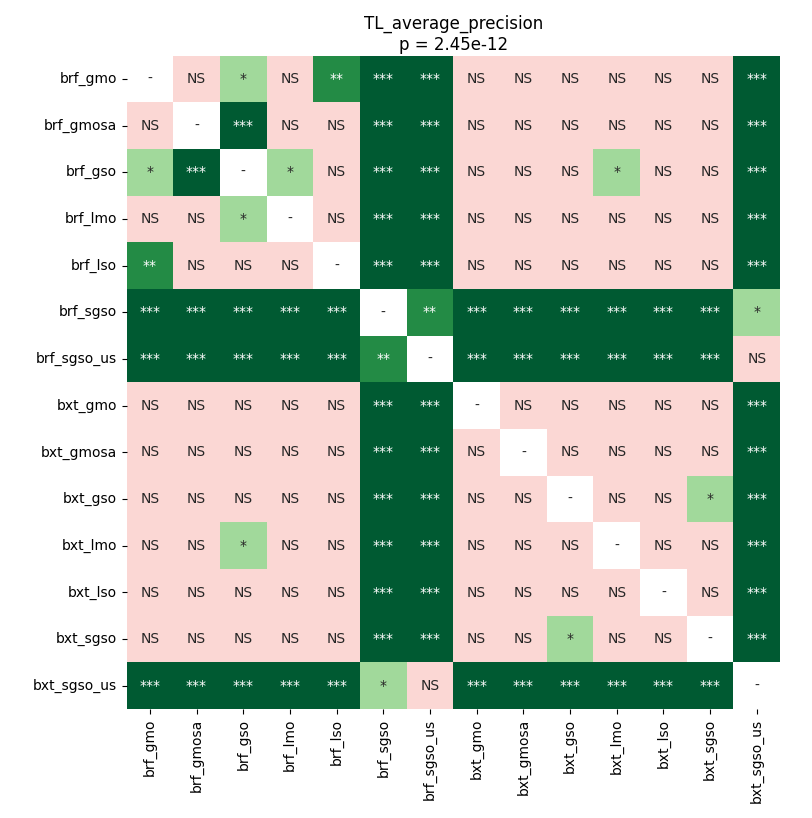 TL_average_precision
p = 2.45e-12
brf_gmo - NS * NS ** *** *** NS NS NS NS NS NS ***
brf_gmosa NS - *** NS NS *** *** NS NS NS NS NS NS ***
brf_gso * *** - * NS *** *** NS NS NS * NS NS ***
brf_lmo NS NS * - NS *** *** NS NS NS NS NS NS ***
brf_lso ** NS NS NS - *** *** NS NS NS NS NS NS ***
brf_sgso *** *** *** *** *** - ** *** *** *** *** *** *** *
brf_sgso_us *** *** *** *** *** ** - *** *** *** *** *** *** NS
bxt_gmo NS NS NS NS NS *** *** - NS NS NS NS NS ***
bxt_gmosa NS NS NS NS NS *** *** NS - NS NS NS NS ***
bxt_gso NS NS NS NS NS *** *** NS NS - NS NS * ***
bxt_lmo NS NS * NS NS *** *** NS NS NS - NS NS ***
bxt_lso NS NS NS NS NS *** *** NS NS NS NS - NS ***
bxt_sgso NS NS NS NS NS *** *** NS NS * NS NS - ***
bxt_sgso_us *** *** *** *** *** * NS *** *** *** *** *** *** -
brf_gmo brf_gmosa brf_gso brf_lmo brf_lso brf_sgso brf_sgso_us bxt_gmo bxt_gmosa bxt_gso bxt_lmo bxt_lso bxt_sgso bxt_sgso_us